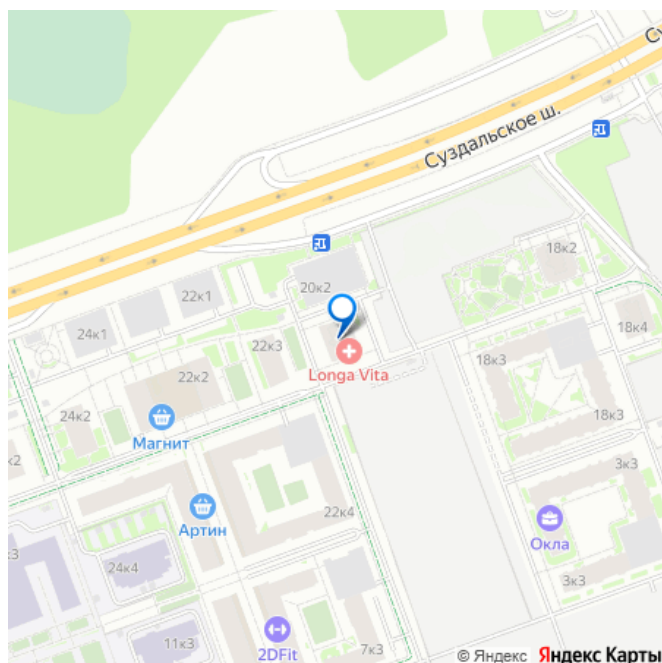 Су
Суздальское ш.
18к2
22к1
20к2
24к1
18к4
22к3
18к3
22к2
Longa Vita
24к2
18к3
Магнит
к2
3к3
22к4
Артин
Окла
к3
24к4
3к3
11к3
7к3
2DFit
© Яндекс Яндекс Карты